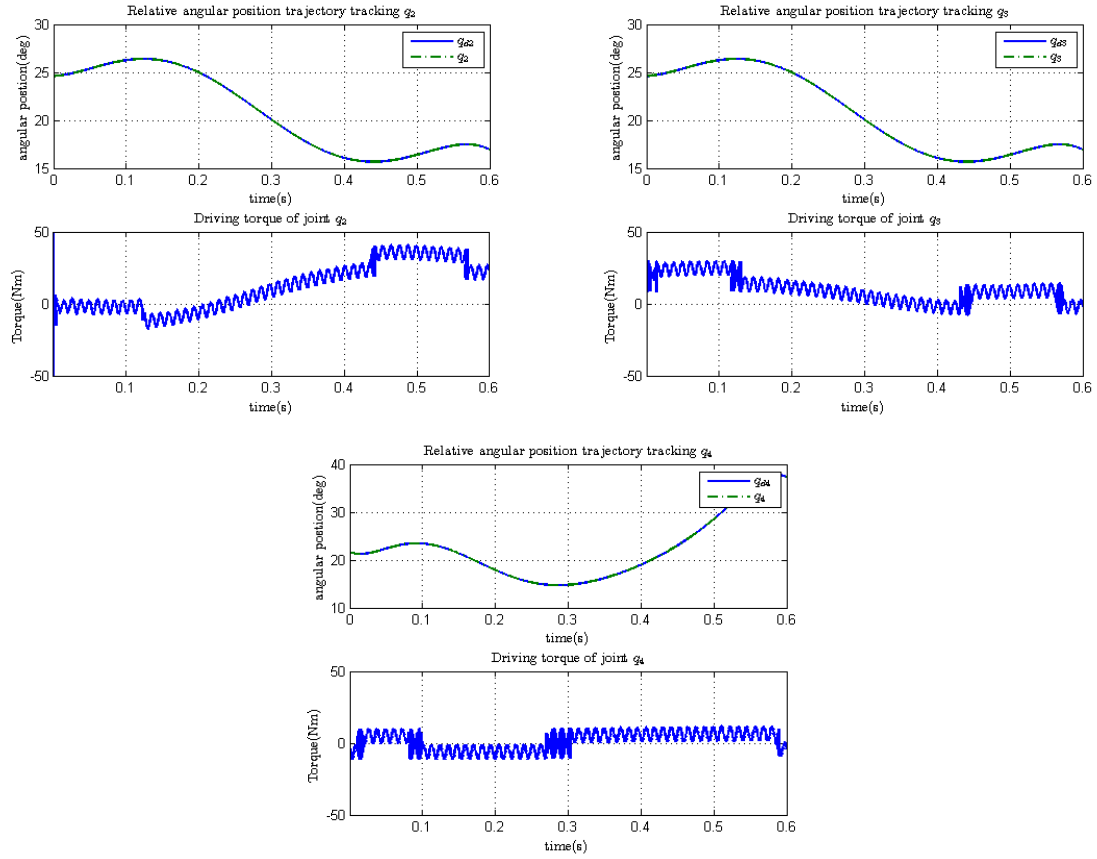 Relative angular position trajectory tracking q2
30
25
20
15
angular postion(deg)
qd2
q2
0 0.1 0.2 0.3 0.4 0.5 0.6
time(s)
Driving torque of joint q2
50
0
-50
Torque(Nm)
0.1 0.2 0.3 0.4 0.5 0.6
time(s)
Relative angular position trajectory tracking q3
30
25
20
15
angular postion(deg)
qd3
q3
0 0.1 0.2 0.3 0.4 0.5 0.6
time(s)
Driving torque of joint q3
50
0
-50
Torque(Nm)
0.1 0.2 0.3 0.4 0.5 0.6
time(s)
Relative angular position trajectory tracking q4
40
30
20
10
angular postion(deg)
qd4
q4
0 0.1 0.2 0.3 0.4 0.5 0.6
time(s)
Driving torque of joint q4
50
0
-50
Torque(Nm)
0.1 0.2 0.3 0.4 0.5 0.6
time(s)